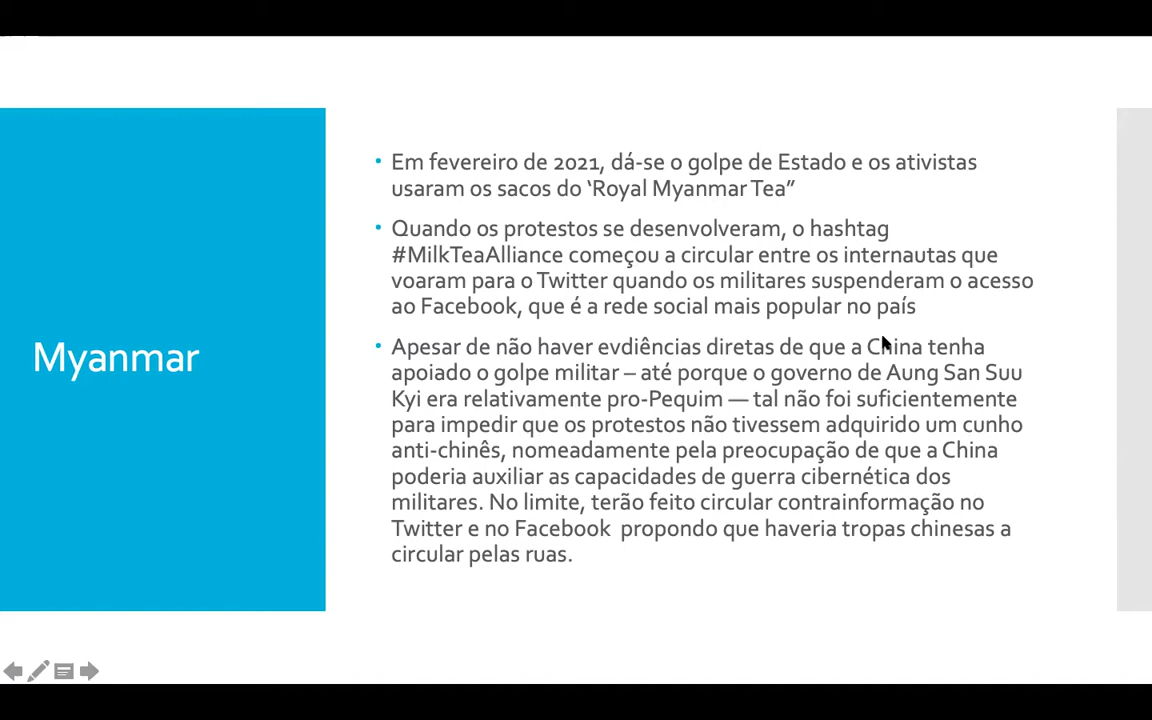 Myanmar
• Em fevereiro de 2021, dá-se o golpe de Estado e os ativistas
usaram os sacos do ‘Royal Myanmar Tea”
• Quando os protestos se desenvolveram, o hashtag
#MilkTeaAlliance começou a circular entre os internautas que
voaram para o Twitter quando os militares suspenderam o acesso
ao Facebook, que é a rede social mais popular no país
• Apesar de não haver evdiências diretas de que a China tenha
apoiado o golpe militar – até porque o governo de Aung San Suu
Kyi era relativamente pro-Pequim — tal não foi suficientemente
para impedir que os protestos não tivessem adquirido um cunho
anti-chinês, nomeadamente pela preocupação de que a China
poderia auxiliar as capacidades de guerra cibernética dos
militares. No limite, terão feito circular contrainformação no
Twitter e no Facebook  propondo que haveria tropas chinesas a
circular pelas ruas.